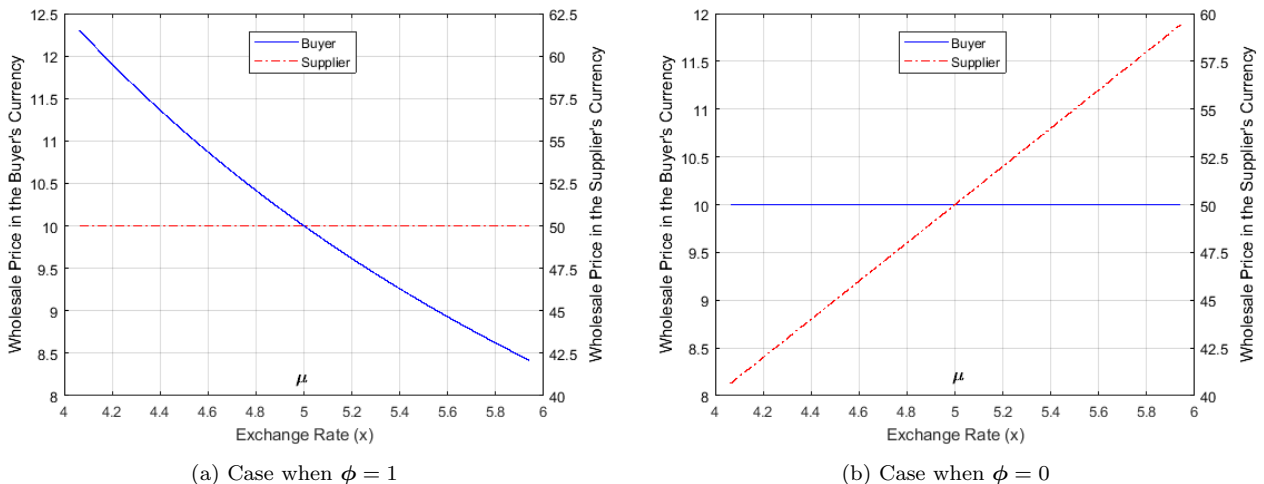 12.5
12
11.5
11
10.5
10
9.5
9
8.5
8
Wholesale Price in the Buyer's Currency
62.5
60
57.5
55
52.5
50
47.5
45
42.5
40
Wholesale Price in the Supplier's Currency
Buyer
Supplier
μ
4 4.2 4.4 4.6 4.8 5 5.2 5.4 5.6 5.8 6
Exchange Rate (x)
(a) Case when ϕ = 1
12
11.5
11
10.5
10
9.5
9
8.5
8
Wholesale Price in the Buyer's Currency
60
57.5
55
52.5
50
47.5
45
42.5
40
Wholesale Price in the Supplier's Currency
Buyer
Supplier
μ
4 4.2 4.4 4.6 4.8 5 5.2 5.4 5.6 5.8 6
Exchange Rate (x)
(b) Case when ϕ = 0